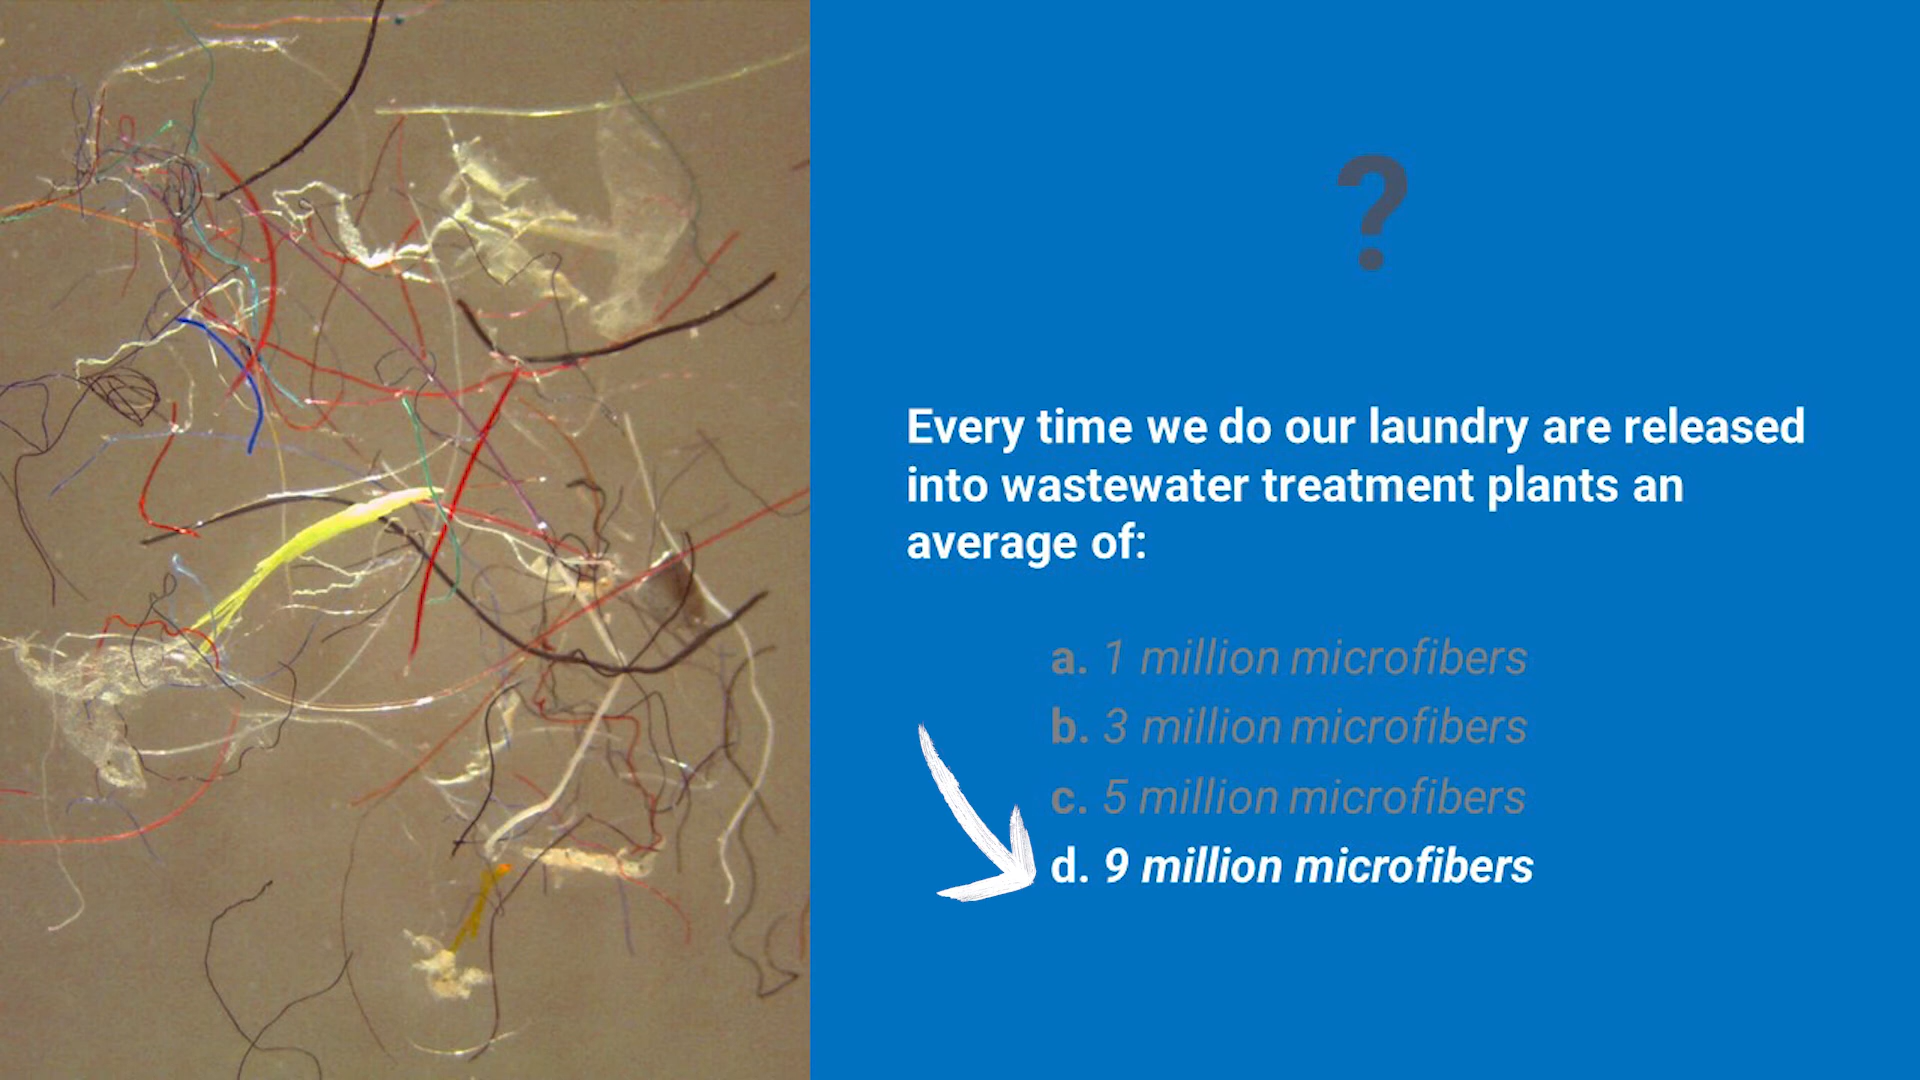 ?
Every time we do our laundry are released
into wastewater treatment plants an
average of:
a. 1 million microfibers
b. 3 million microfibers
c. 5 million microfibers
d. 9 million microfibers